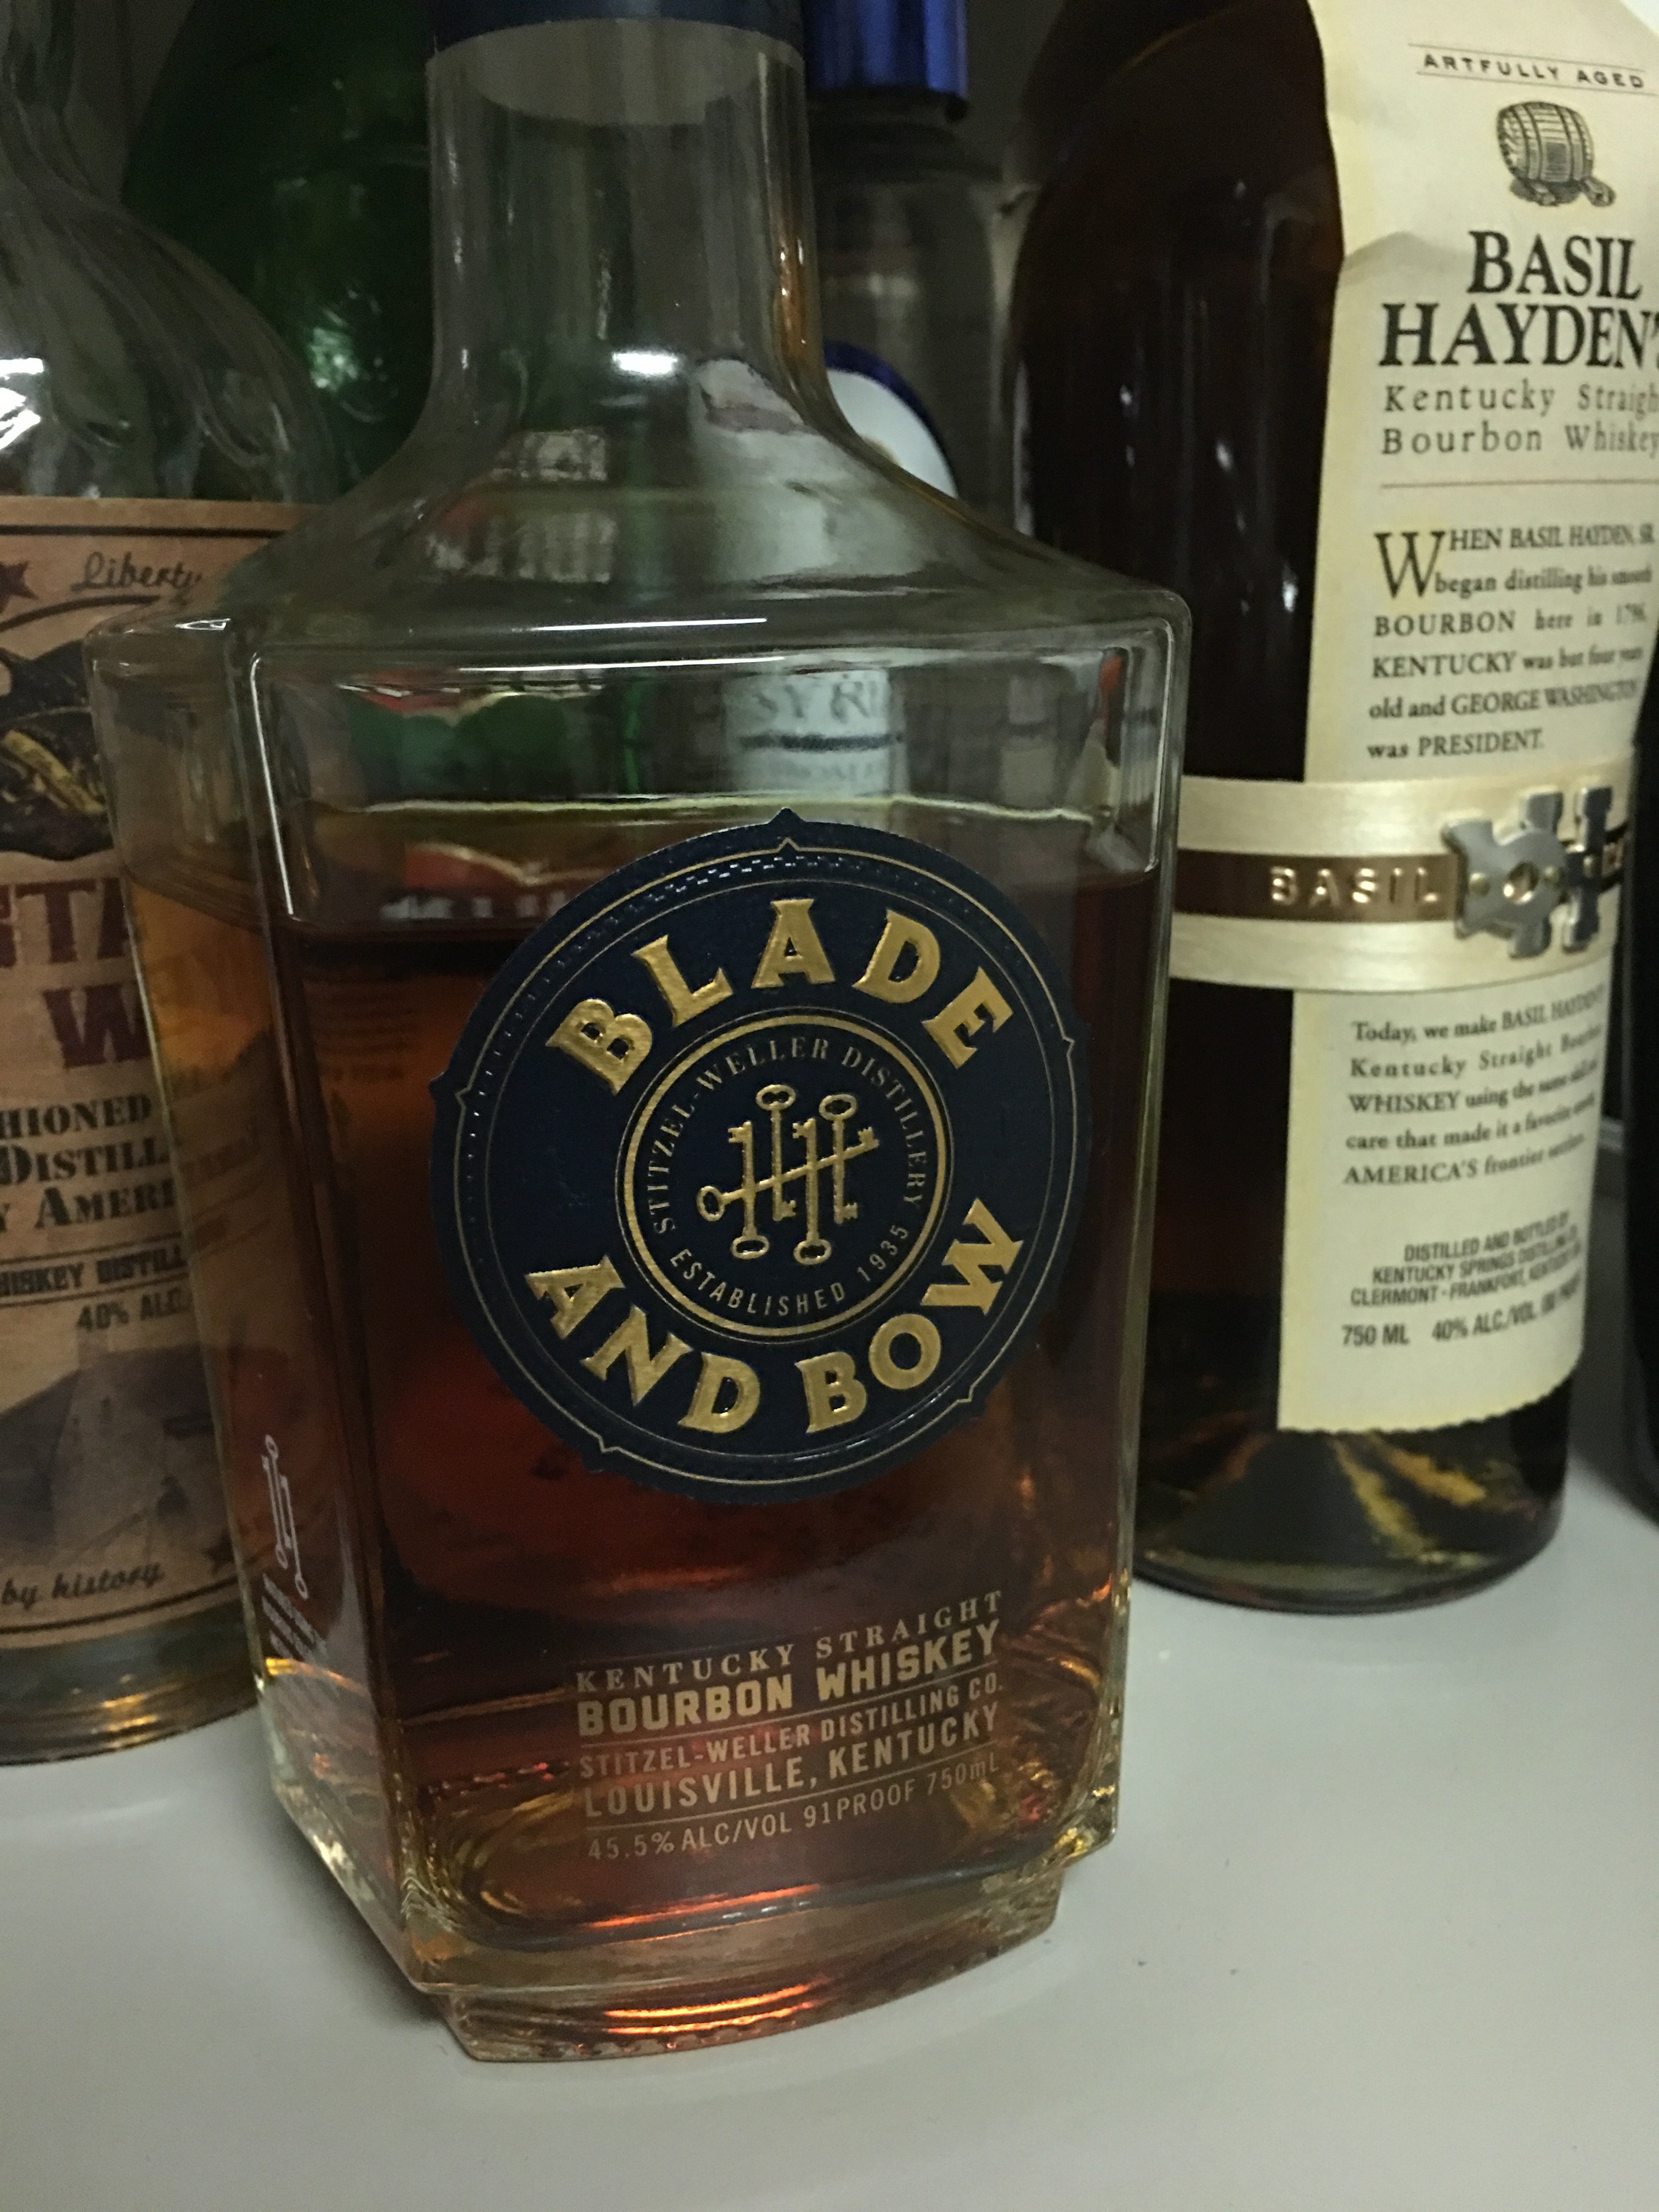 BLADE
AND BOW
STITZEL-WELLER DISTILLERY
ESTABLISHED 1935
KENTUCKY STRAIGHT
BOURBON WHISKEY
STITZEL-WELLER DISTILLING CO.
LOUISVILLE, KENTUCKY
45.5% ALC/VOL 91 PROOF 750mL
ARTFULLY AGED
BASIL
HAYDEN'S
Kentucky Straigh
Bourbon Whiskey
WHEN BASIL HAYDEN, SR.
began distilling his smooth
BOURBON here in 1796,
KENTUCKY was but four years
old and GEORGE WASHINGTON
was PRESIDENT.
BASIL
Today, we make BASIL HAYDEN'S
Kentucky Straight Bourbon
WHISKEY using the same skill and
care that made it a favorite among
AMERICA'S frontier settlers.
DISTILLED AND BOTTLED BY
KENTUCKY SPRINGS DISTILLING CO.
CLERMONT - FRANKFORT, KENTUCKY
750 ML 40% ALC./VOL.
Liberty
STA
W
HIONED
DISTILL
Y AMERI
HISKEY DISTILL
40% ALC.
by history
SYRU